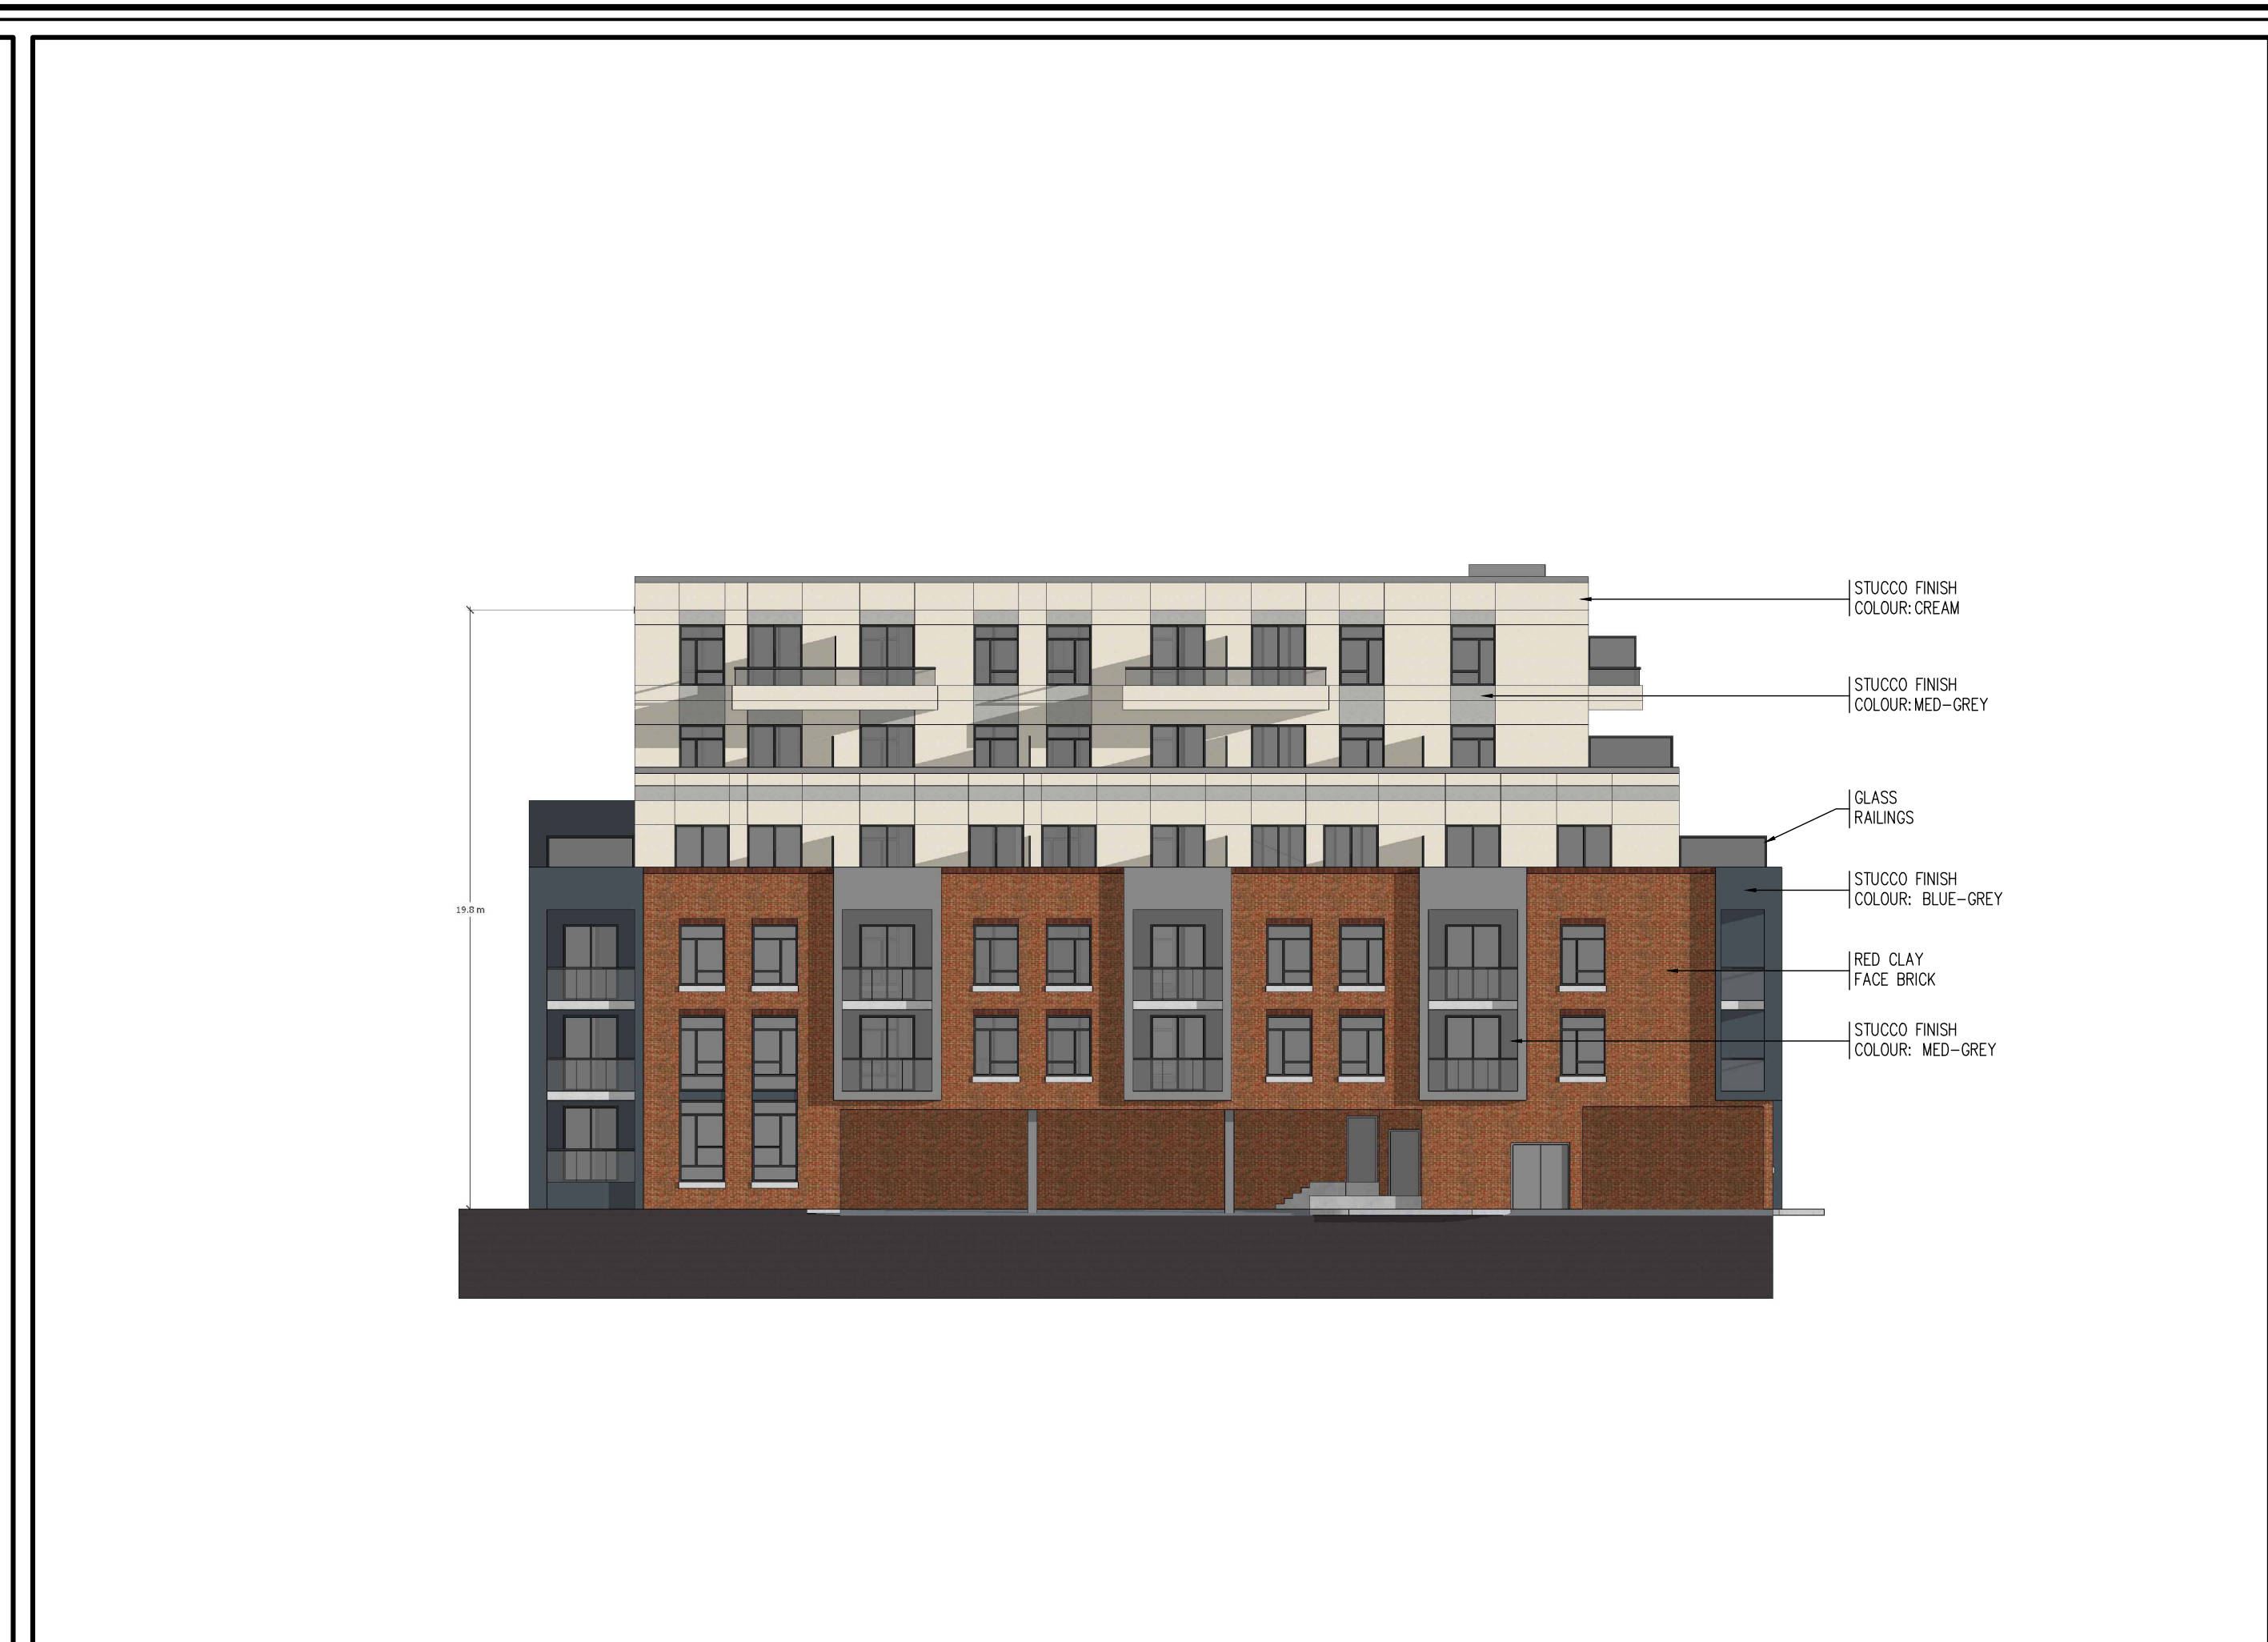 STUCCO FINISH
COLOUR: CREAM
STUCCO FINISH
COLOUR: MED-GREY
GLASS
RAILINGS
STUCCO FINISH
COLOUR: BLUE-GREY
19.8 m
RED CLAY
FACE BRICK
STUCCO FINISH
COLOUR: MED-GREY